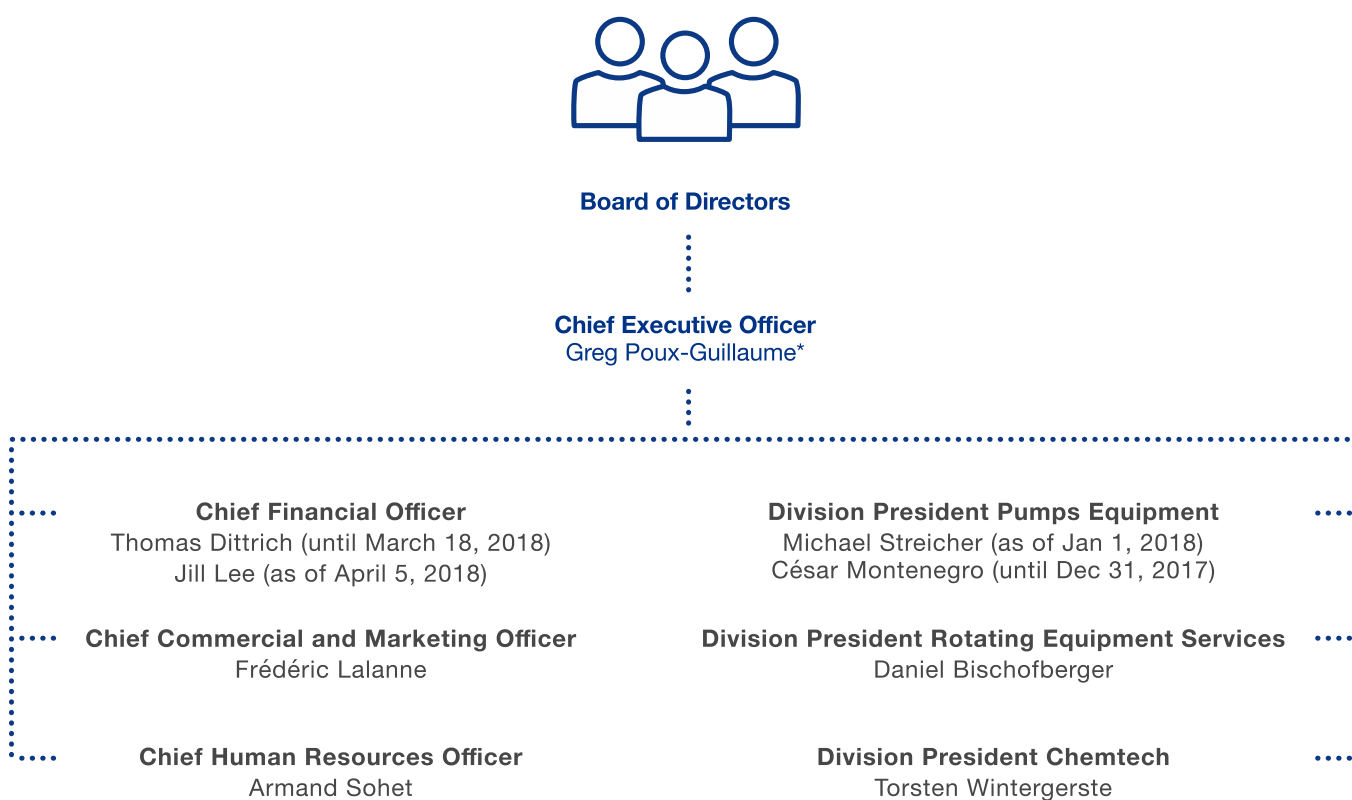 Board of Directors
Chief Executive Officer
Greg Poux-Guillaume*
Chief Financial Officer
Thomas Dittrich (until March 18, 2018)
Jill Lee (as of April 5, 2018)
Chief Commercial and Marketing Officer
Frédéric Lalanne
Chief Human Resources Officer
Armand Sohet
Division President Pumps Equipment
Michael Streicher (as of Jan 1, 2018)
César Montenegro (until Dec 31, 2017)
Division President Rotating Equipment Services
Daniel Bischofberger
Division President Chemtech
Torsten Wintergerste